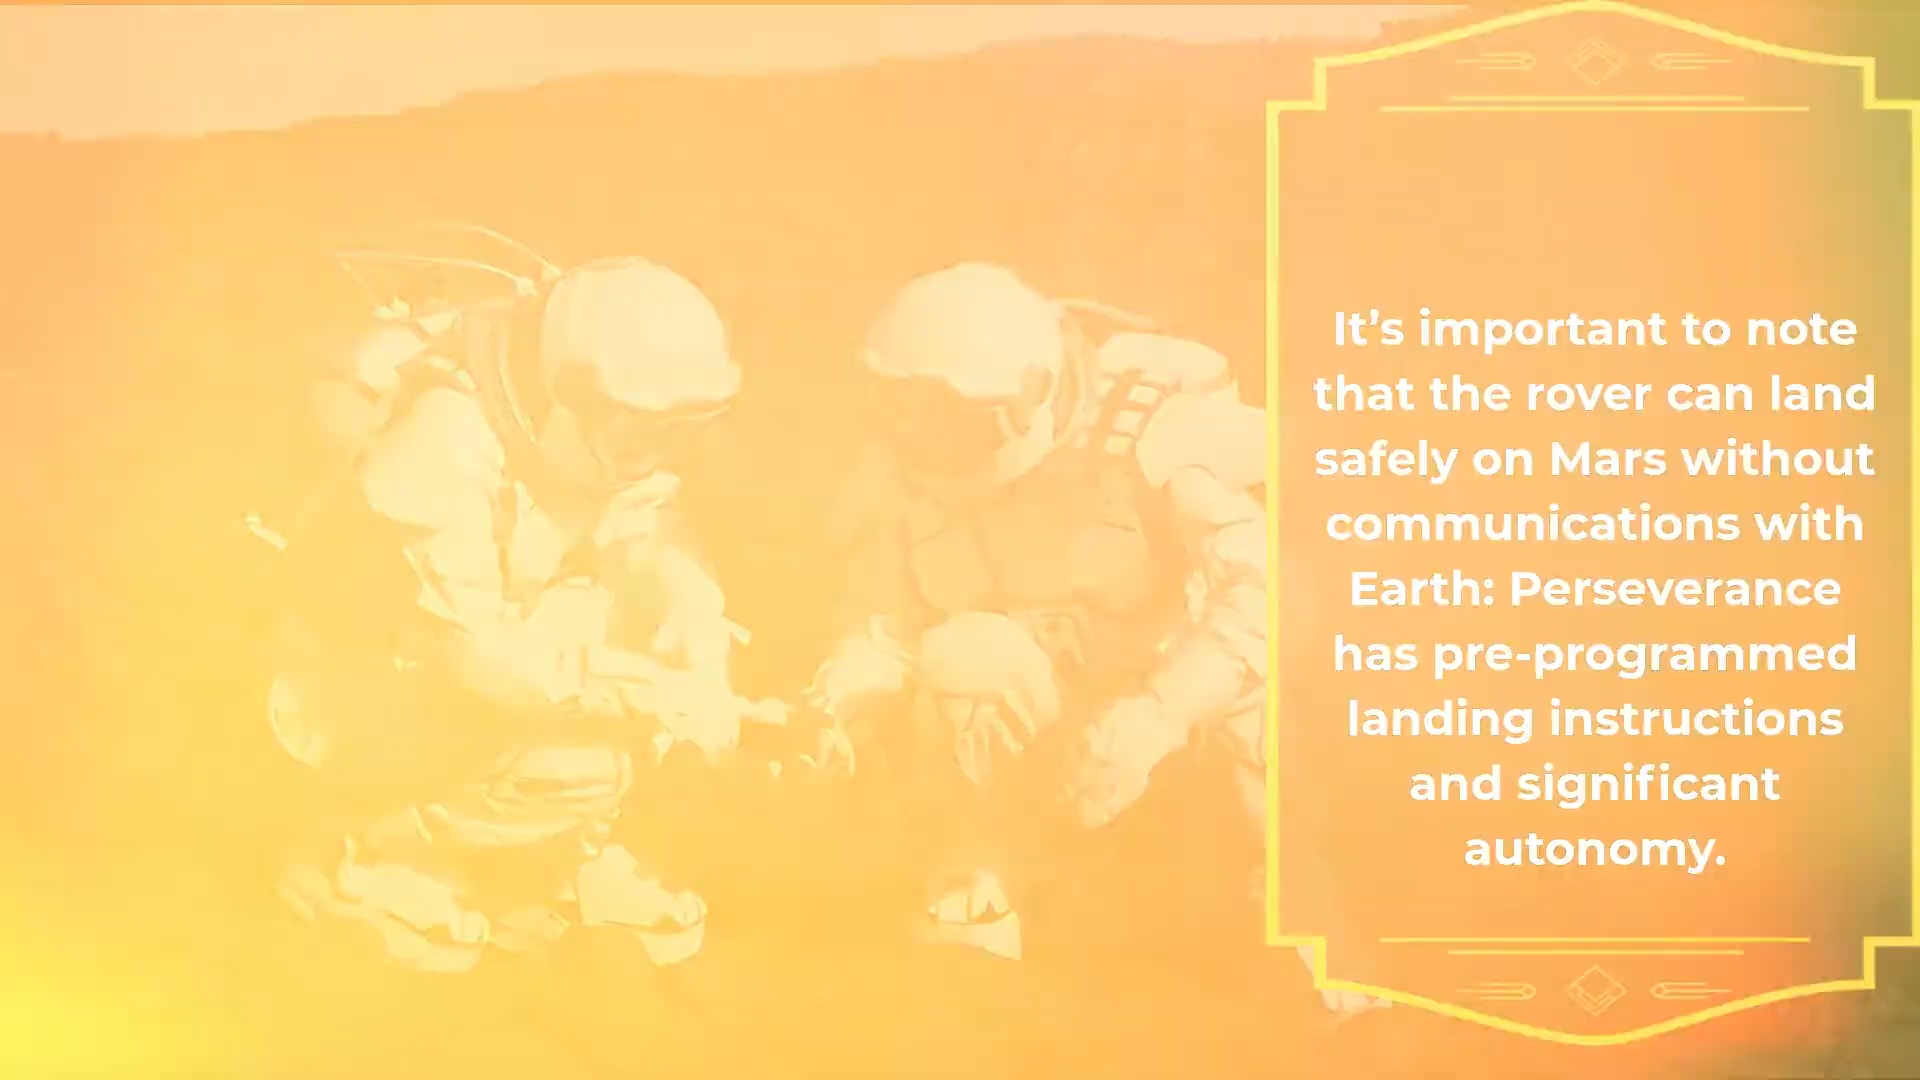 It’s important to note
that the rover can land
safely on Mars without
communications with
Earth: Perseverance
has pre-programmed
landing instructions
and significant
autonomy.